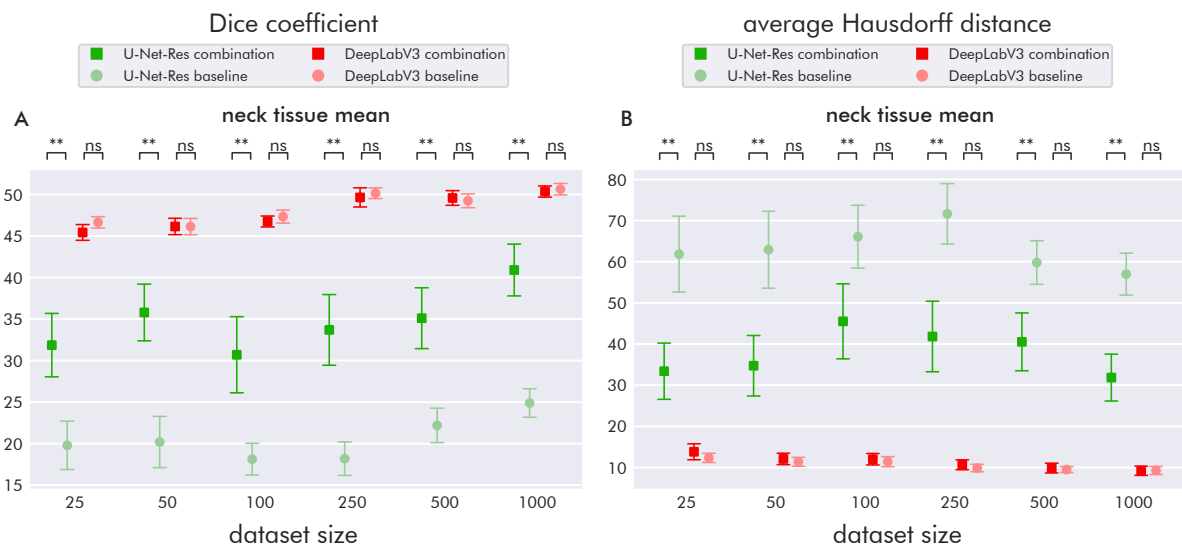 Dice coefficient
U-Net-Res combination
DeepLabV3 combination
U-Net-Res baseline
DeepLabV3 baseline
A
neck tissue mean
** ns ** ns ** ns ** ns ** ns ** ns
50
45
40
35
30
25
20
15
25 50 100 250 500 1000
dataset size
average Hausdorff distance
U-Net-Res combination
DeepLabV3 combination
U-Net-Res baseline
DeepLabV3 baseline
B
neck tissue mean
** ns ** ns ** ns ** ns ** ns ** ns
80
70
60
50
40
30
20
10
25 50 100 250 500 1000
dataset size